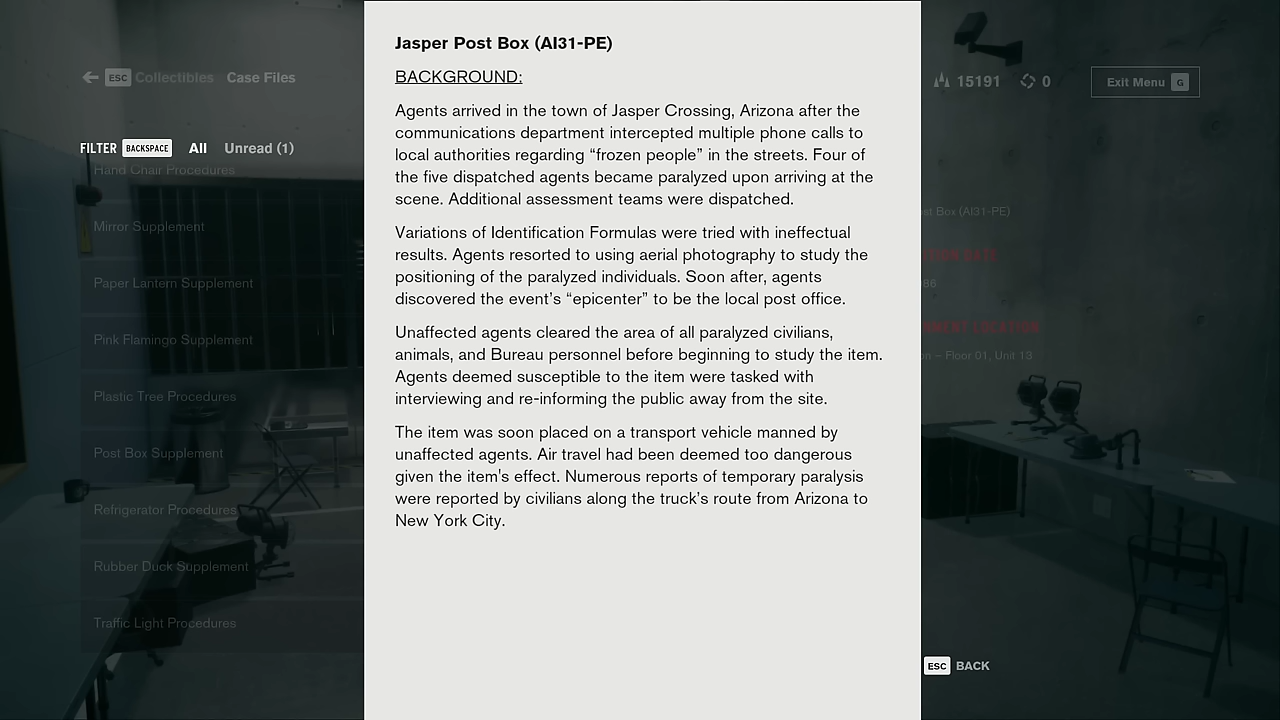 Jasper Post Box (AI31-PE)
BACKGROUND:
Agents arrived in the town of Jasper Crossing, Arizona after the
communications department intercepted multiple phone calls to
local authorities regarding “frozen people” in the streets. Four of
the five dispatched agents became paralyzed upon arriving at the
scene. Additional assessment teams were dispatched.
Variations of Identification Formulas were tried with ineffectual
results. Agents resorted to using aerial photography to study the
positioning of the paralyzed individuals. Soon after, agents
discovered the event’s “epicenter” to be the local post office.
Unaffected agents cleared the area of all paralyzed civilians,
animals, and Bureau personnel before beginning to study the item.
Agents deemed susceptible to the item were tasked with
interviewing and re-informing the public away from the site.
The item was soon placed on a transport vehicle manned by
unaffected agents. Air travel had been deemed too dangerous
given the item's effect. Numerous reports of temporary paralysis
were reported by civilians along the truck’s route from Arizona to
New York City.
ESC Collectibles Case Files
15191 0
Exit Menu G
FILTER BACKSPACE All Unread (1)
Hand Chair Procedures
Mirror Supplement
Paper Lantern Supplement
Pink Flamingo Supplement
Plastic Tree Procedures
Post Box Supplement
Refrigerator Procedures
Rubber Duck Supplement
Traffic Light Procedures
Box (AI31-PE)
DATE
LOCATION
– Floor 01, Unit 13
ESC BACK